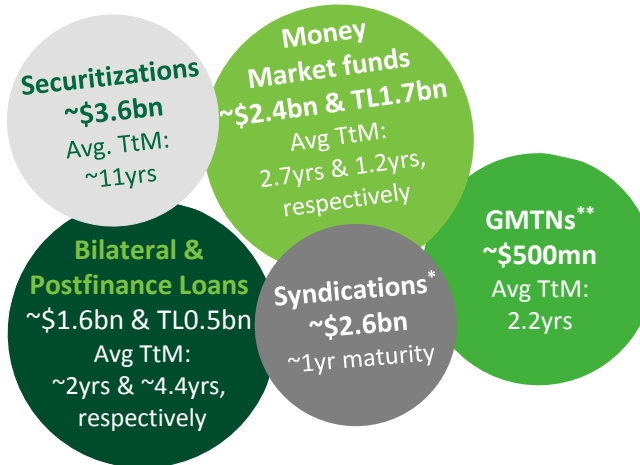 Securitizations
~$3.6bn
Avg. TtM:
~11yrs
Money
Market funds
~$2.4bn & TL1.7bn
Avg TtM:
2.7yrs & 1.2yrs,
respectively
GMTNs**
~$500mn
Avg TtM:
2.2yrs
Bilateral &
Postfinance Loans
~$1.6bn & TL0.5bn
Avg TtM:
~2yrs & ~4.4yrs,
respectively
Syndications*
~$2.6bn
~1yr maturity